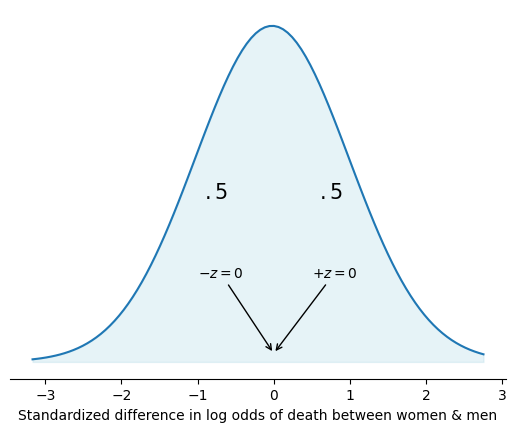 .5 .5
−z = 0 +z = 0
−3 −2 −1 0 1 2 3
Standardized difference in log odds of death between women & men